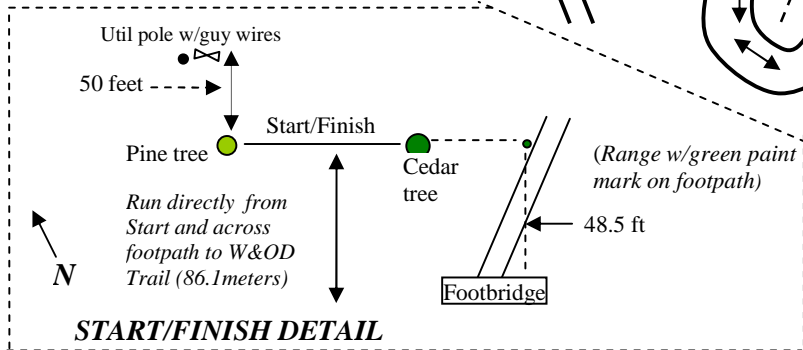 Util pole w/guy wires
50 feet
Start/Finish
Pine tree
Cedar
tree
(Range w/green paint
mark on footpath)
Run directly from
Start and across
footpath to W&OD
Trail (86.1meters)
48.5 ft
N
Footbridge
START/FINISH DETAIL